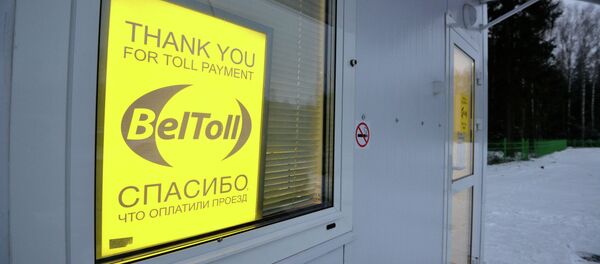 THANK YOU
FOR TOLL PAYMENT
BelToll
СПАСИБО
ЧТО ОПЛАТИЛИ ПРОЕЗД